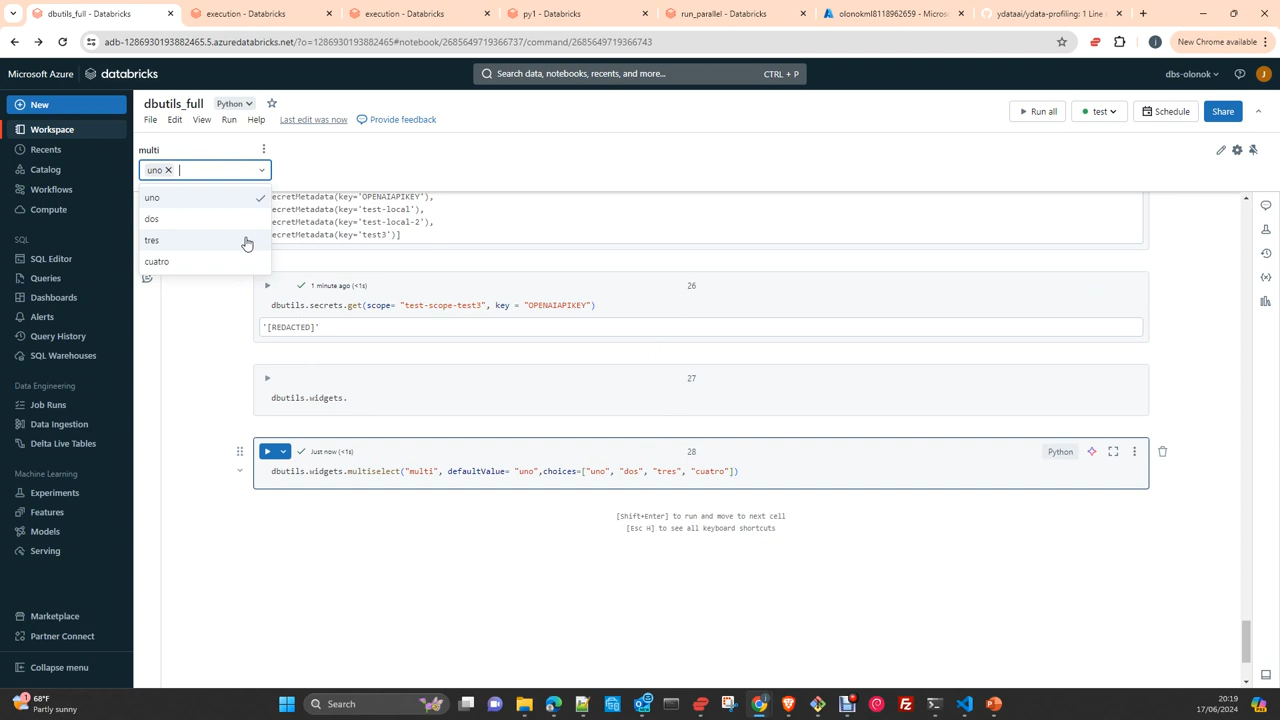 dbutils_full - Databricks
execution - Databricks
execution - Databricks
py1 - Databricks
run_parallel - Databricks
olonokml8118962659 - Micros
ydataai/ydata-profiling: 1 Line
adb-1286930193882465.5.azuredatabricks.net/?o=1286930193882465#notebook/2685649719366737/command/2685649719366743
New Chrome available
Microsoft Azure
databricks
Search data, notebooks, recents, and more...
CTRL + P
dbs-olonok
J
New
Workspace
Recents
Catalog
Workflows
Compute
SQL
SQL Editor
Queries
Dashboards
Alerts
Query History
SQL Warehouses
Data Engineering
Job Runs
Data Ingestion
Delta Live Tables
Machine Learning
Experiments
Features
Models
Serving
Marketplace
Partner Connect
Collapse menu
dbutils_full
Python
File Edit View Run Help Last edit was now Provide feedback
Run all
test
Schedule
Share
multi
uno
uno
dos
tres
cuatro
ecretMetadata(key='OPENAIAPIKEY'),
ecretMetadata(key='test-local'),
ecretMetadata(key='test-local-2'),
ecretMetadata(key='test3')]
1 minute ago (<1s)
26
dbutils.secrets.get(scope= "test-scope-test3", key = "OPENAIAPIKEY")
'[REDACTED]'
27
dbutils.widgets.
Just now (<1s)
28
Python
dbutils.widgets.multiselect("multi", defaultValue= "uno",choices=["uno", "dos", "tres", "cuatro"])
[Shift+Enter] to run and move to next cell
[Esc H] to see all keyboard shortcuts
68°F
Partly sunny
Search
20:19
17/06/2024